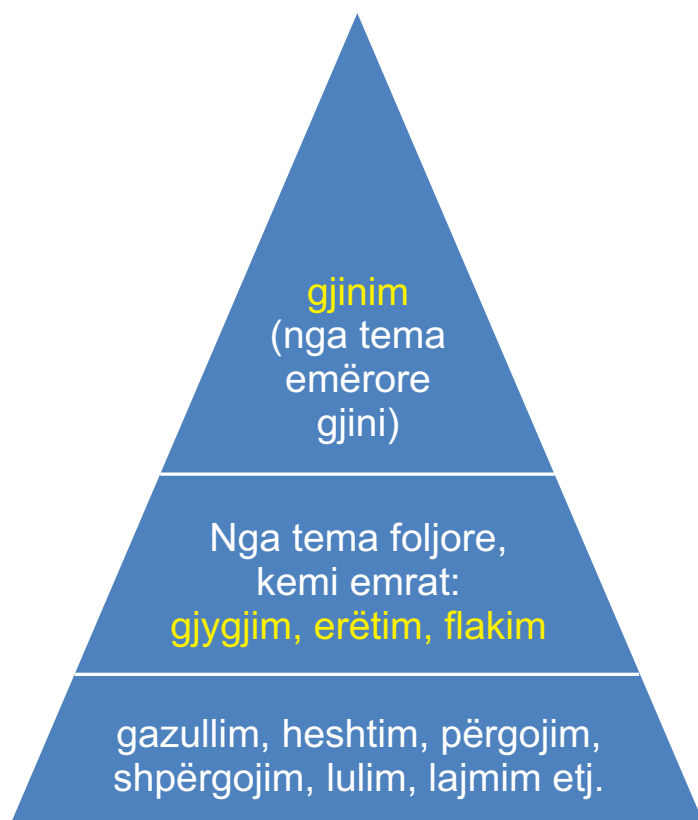 gjinim
(nga tema
emërore
gjini)
Nga tema foljore,
kemi emrat:
gjygjim, erëtim, flakim
gazullim, heshtim, përgojim,
shpërgojim, lulim, lajmim etj.